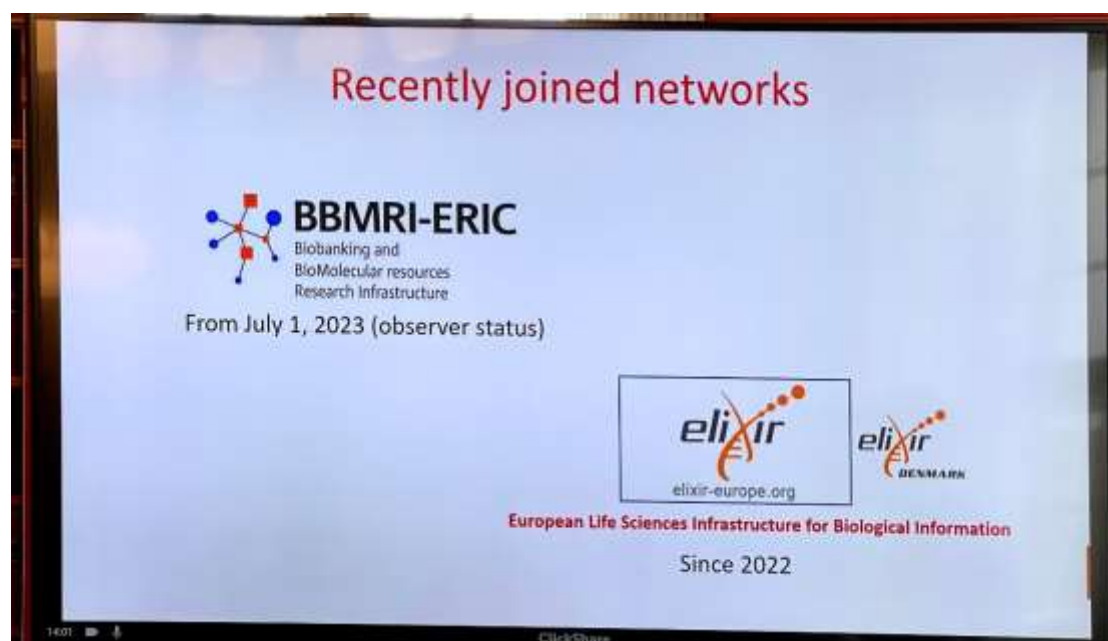 Recently joined networks
BBMRI-ERIC
Biobanking and
BioMolecular resources
Research Infrastructure
From July 1, 2023 (observer status)
elixir
elixir-europe.org
elixir
DENMARK
European Life Sciences Infrastructure for Biological Information
Since 2022
14:01
ClickShare